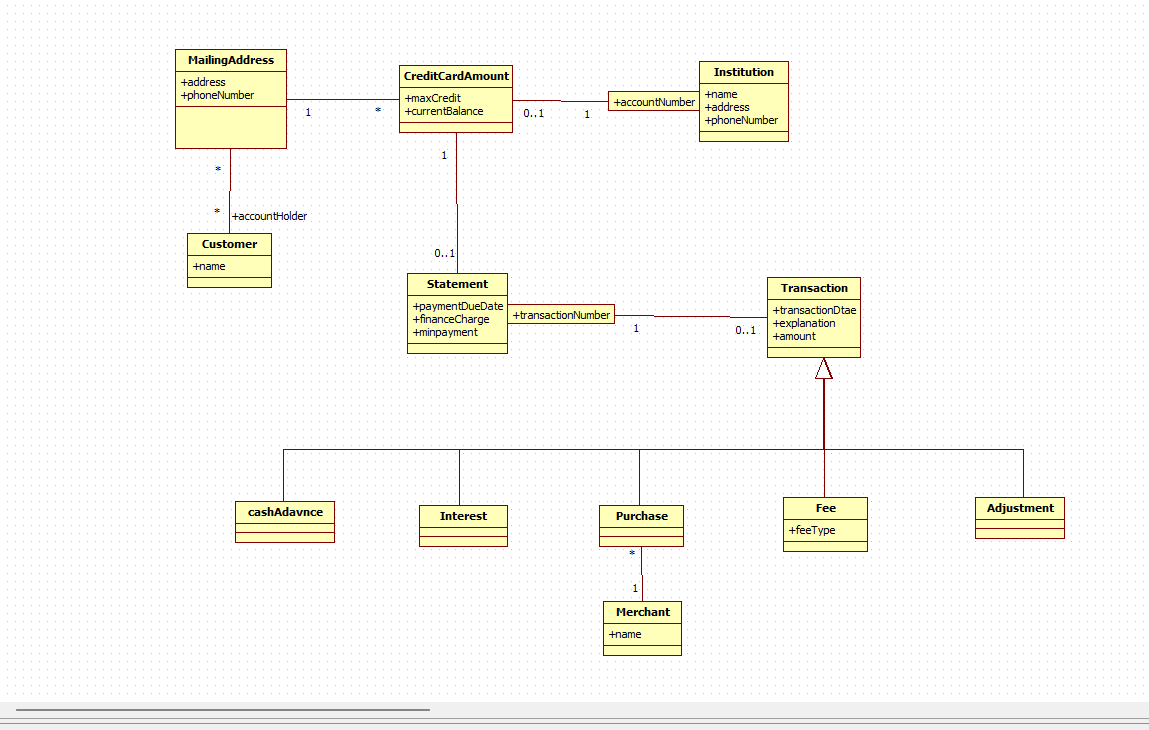 MailingAddress
+address
+phoneNumber
1
*
CreditCardAmount
+maxCredit
+currentBalance
0..1
1
+accountNumber
Institution
+name
+address
+phoneNumber
*
*
+accountHolder
Customer
+name
1
0..1
Statement
+paymentDueDate
+financeCharge
+minpayment
+transactionNumber
1
0..1
Transaction
+transactionDtae
+explanation
+amount
cashAdavnce
Interest
Purchase
Fee
+feeType
Adjustment
*
1
Merchant
+name